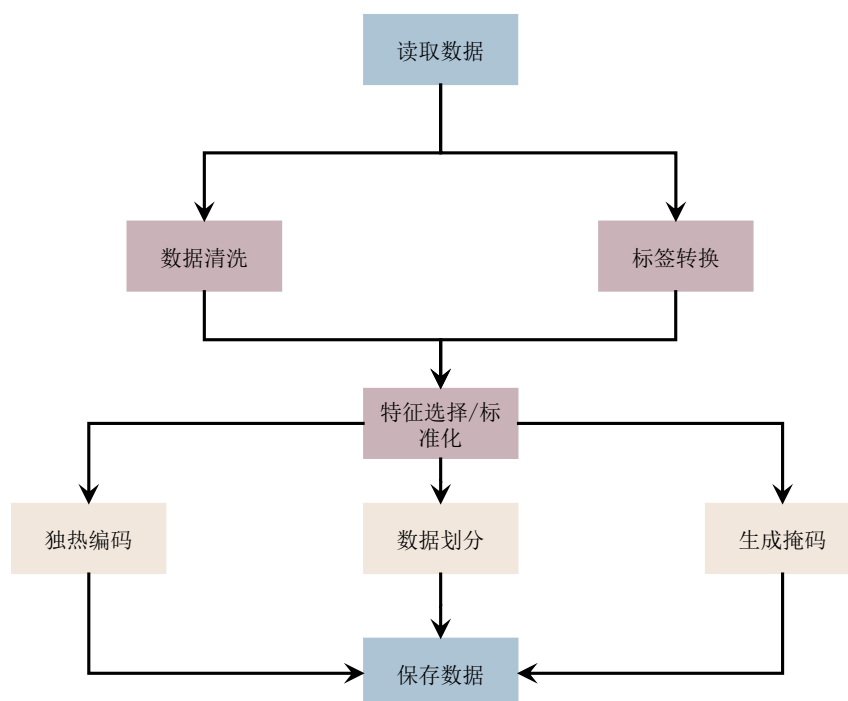 读取数据
数据清洗
标签转换
特征选择/标
准化
独热编码
数据划分
生成掩码
保存数据